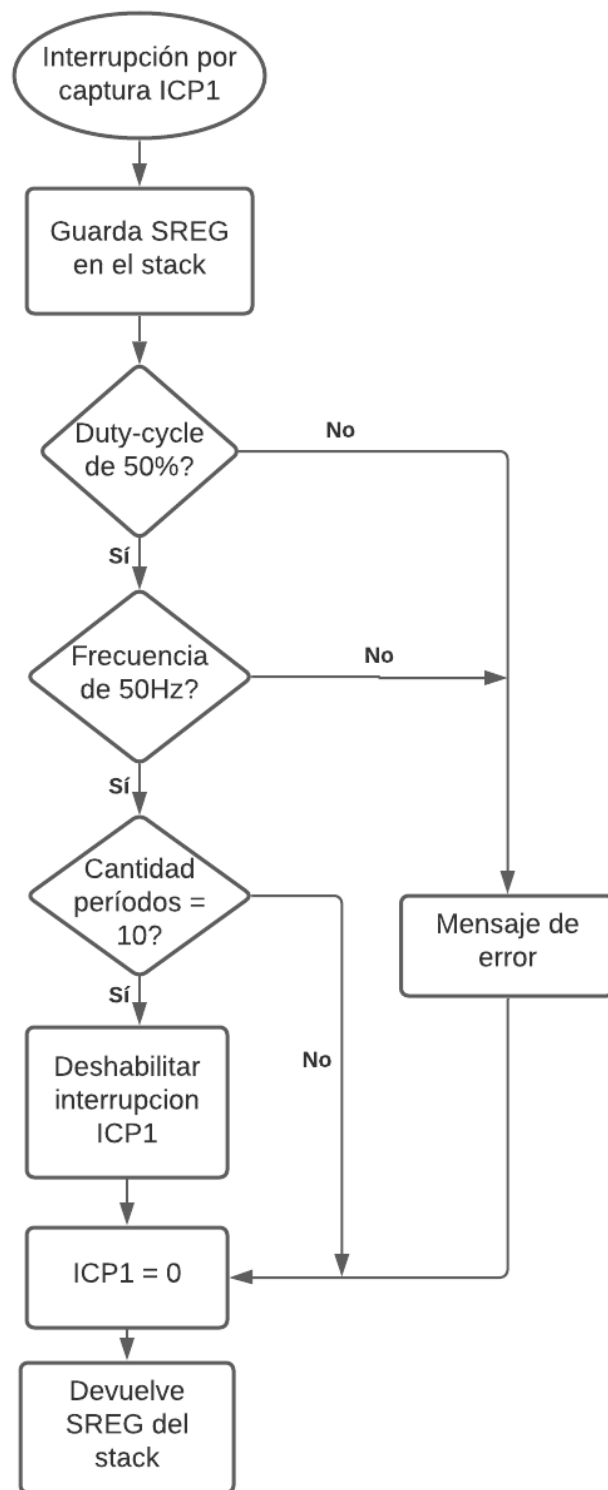 Interrupción por
captura ICP1
Guarda SREG
en el stack
Duty-cycle
de 50%?
No
Sí
Frecuencia
de 50Hz?
No
Sí
Cantidad
períodos =
10?
Mensaje de
error
Sí
No
Deshabilitar
interrupcion
ICP1
ICP1 = 0
Devuelve
SREG del
stack